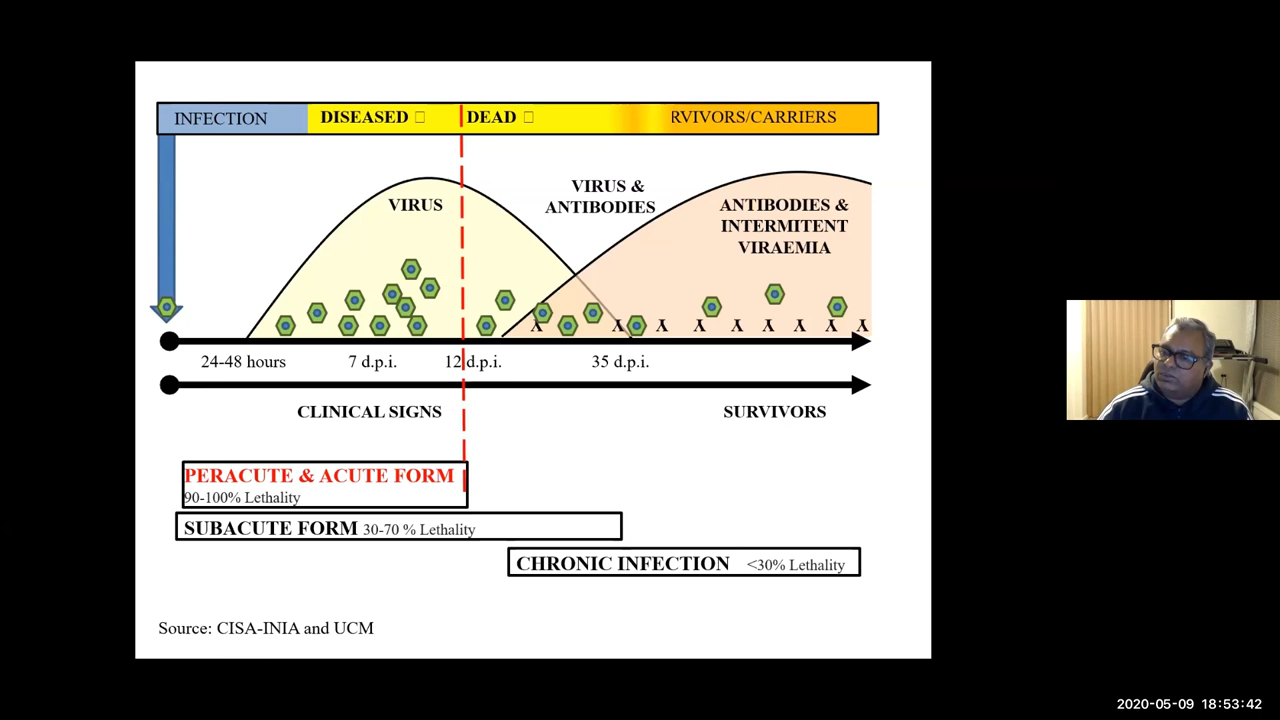 INFECTION
DISEASED
DEAD
RVIVORS/CARRIERS
VIRUS
VIRUS &
ANTIBODIES
ANTIBODIES &
INTERMITENT
VIRAEMIA
24-48 hours
7 d.p.i.
12 d.p.i.
35 d.p.i.
CLINICAL SIGNS
SURVIVORS
PERACUTE & ACUTE FORM
90-100% Lethality
SUBACUTE FORM 30-70 % Lethality
CHRONIC INFECTION <30% Lethality
Source: CISA-INIA and UCM
2020-05-09 18:53:42